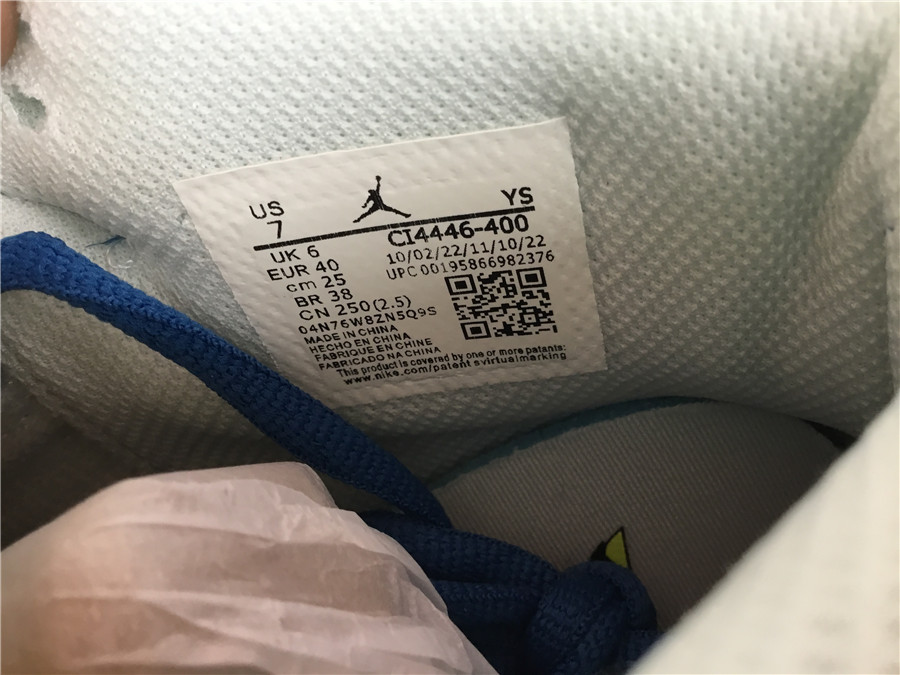 US YS
7
CI4446-400
UK 6
10/02/22/11/10/22
EUR 40
UPC 00195866982376
cm 25
BR 38
CN 250(2.5)
04N76W8ZN5Q9S
MADE IN CHINA
HECHO EN CHINA
FABRIQUE EN CHINE
FABRICADO NA CHINA
This product is covered by one or more patents:
www.nike.com/patent svirtualmarking